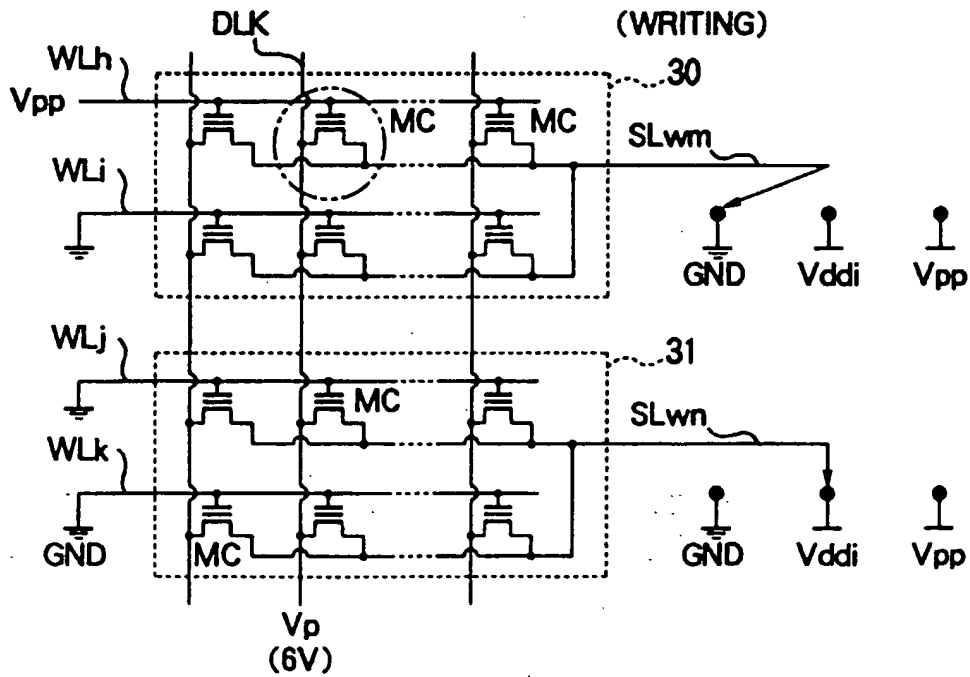 DLK (WRITING)
WLh 30
Vpp
MC MC
SLwm
WLi
GND Vddi Vpp
WLj 31
MC
SLwn
WLk
GND MC
GND Vddi Vpp
Vp
(6V)